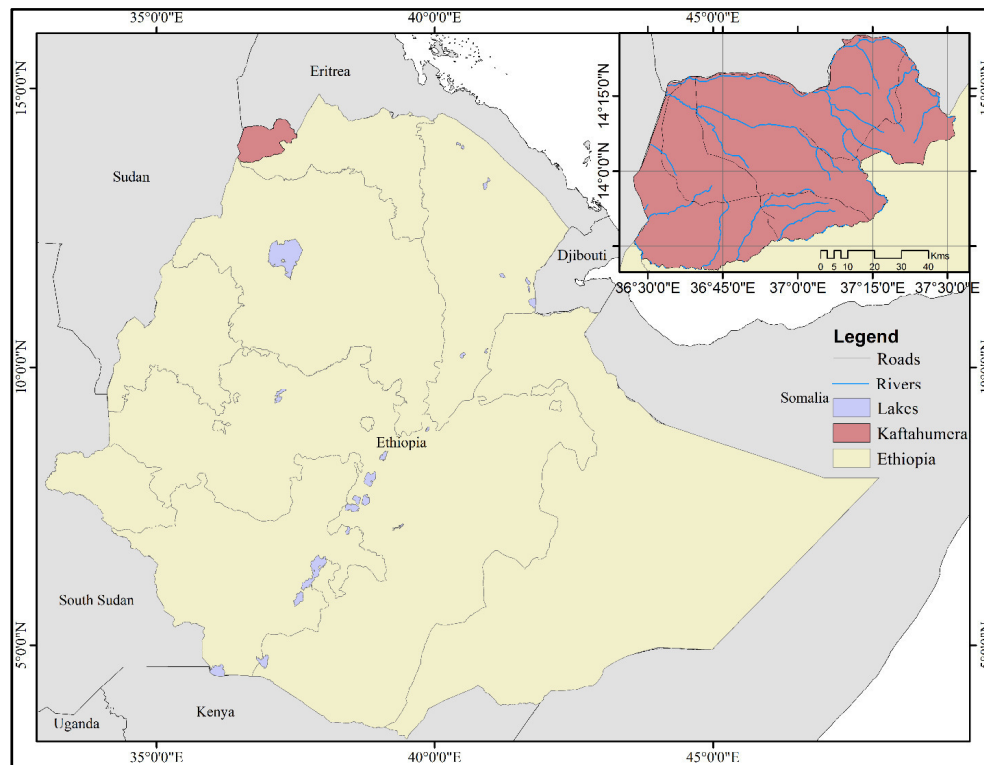 35°0'0"E 40°0'0"E 45°0'0"E
15°0'0"N
Eritrea
Sudan
Djibouti
Ethiopia
Somalia
South Sudan
Uganda
Kenya
10°0'0"N
5°0'0"N
14°15'0"N
14°0'0"N
0 5 10 20 30 40
Kms
36°30'0"E 36°45'0"E 37°0'0"E 37°15'0"E 37°30'0"E
Legend
Roads
Rivers
Lakes
Kaftahumera
Ethiopia
5°0'0"N
35°0'0"E 40°0'0"E 45°0'0"E